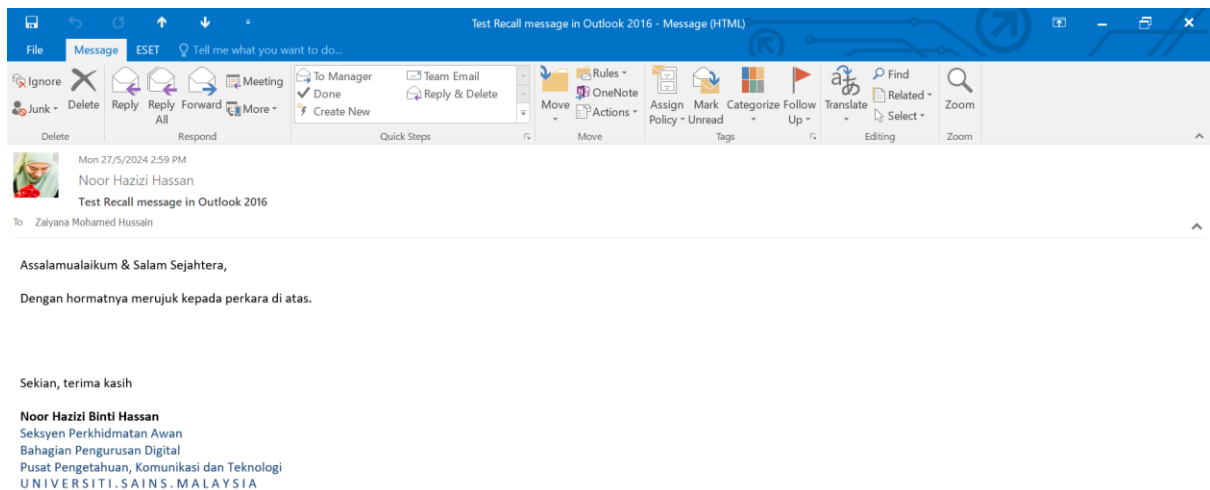 Test Recall message in Outlook 2016 - Message (HTML)
File Message ESET Tell me what you want to do...
Ignore
Junk
Delete
Reply
Reply All
Forward
Meeting
More
To Manager
Done
Create New
Team Email
Reply & Delete
Move
Rules
OneNote
Actions
Assign Policy
Mark Unread
Categorize
Follow Up
Translate
Find
Related
Select
Zoom
Delete Respond Quick Steps Move Tags Editing Zoom
Mon 27/5/2024 2:59 PM
Noor Hazizi Hassan
Test Recall message in Outlook 2016
To Zaiyana Mohamed Hussain
Assalamualaikum & Salam Sejahtera,
Dengan hormatnya merujuk kepada perkara di atas.
Sekian, terima kasih
Noor Hazizi Binti Hassan
Seksyen Perkhidmatan Awan
Bahagian Pengurusan Digital
Pusat Pengetahuan, Komunikasi dan Teknologi
U N I V E R S I T I . S A I N S . M A L A Y S I A